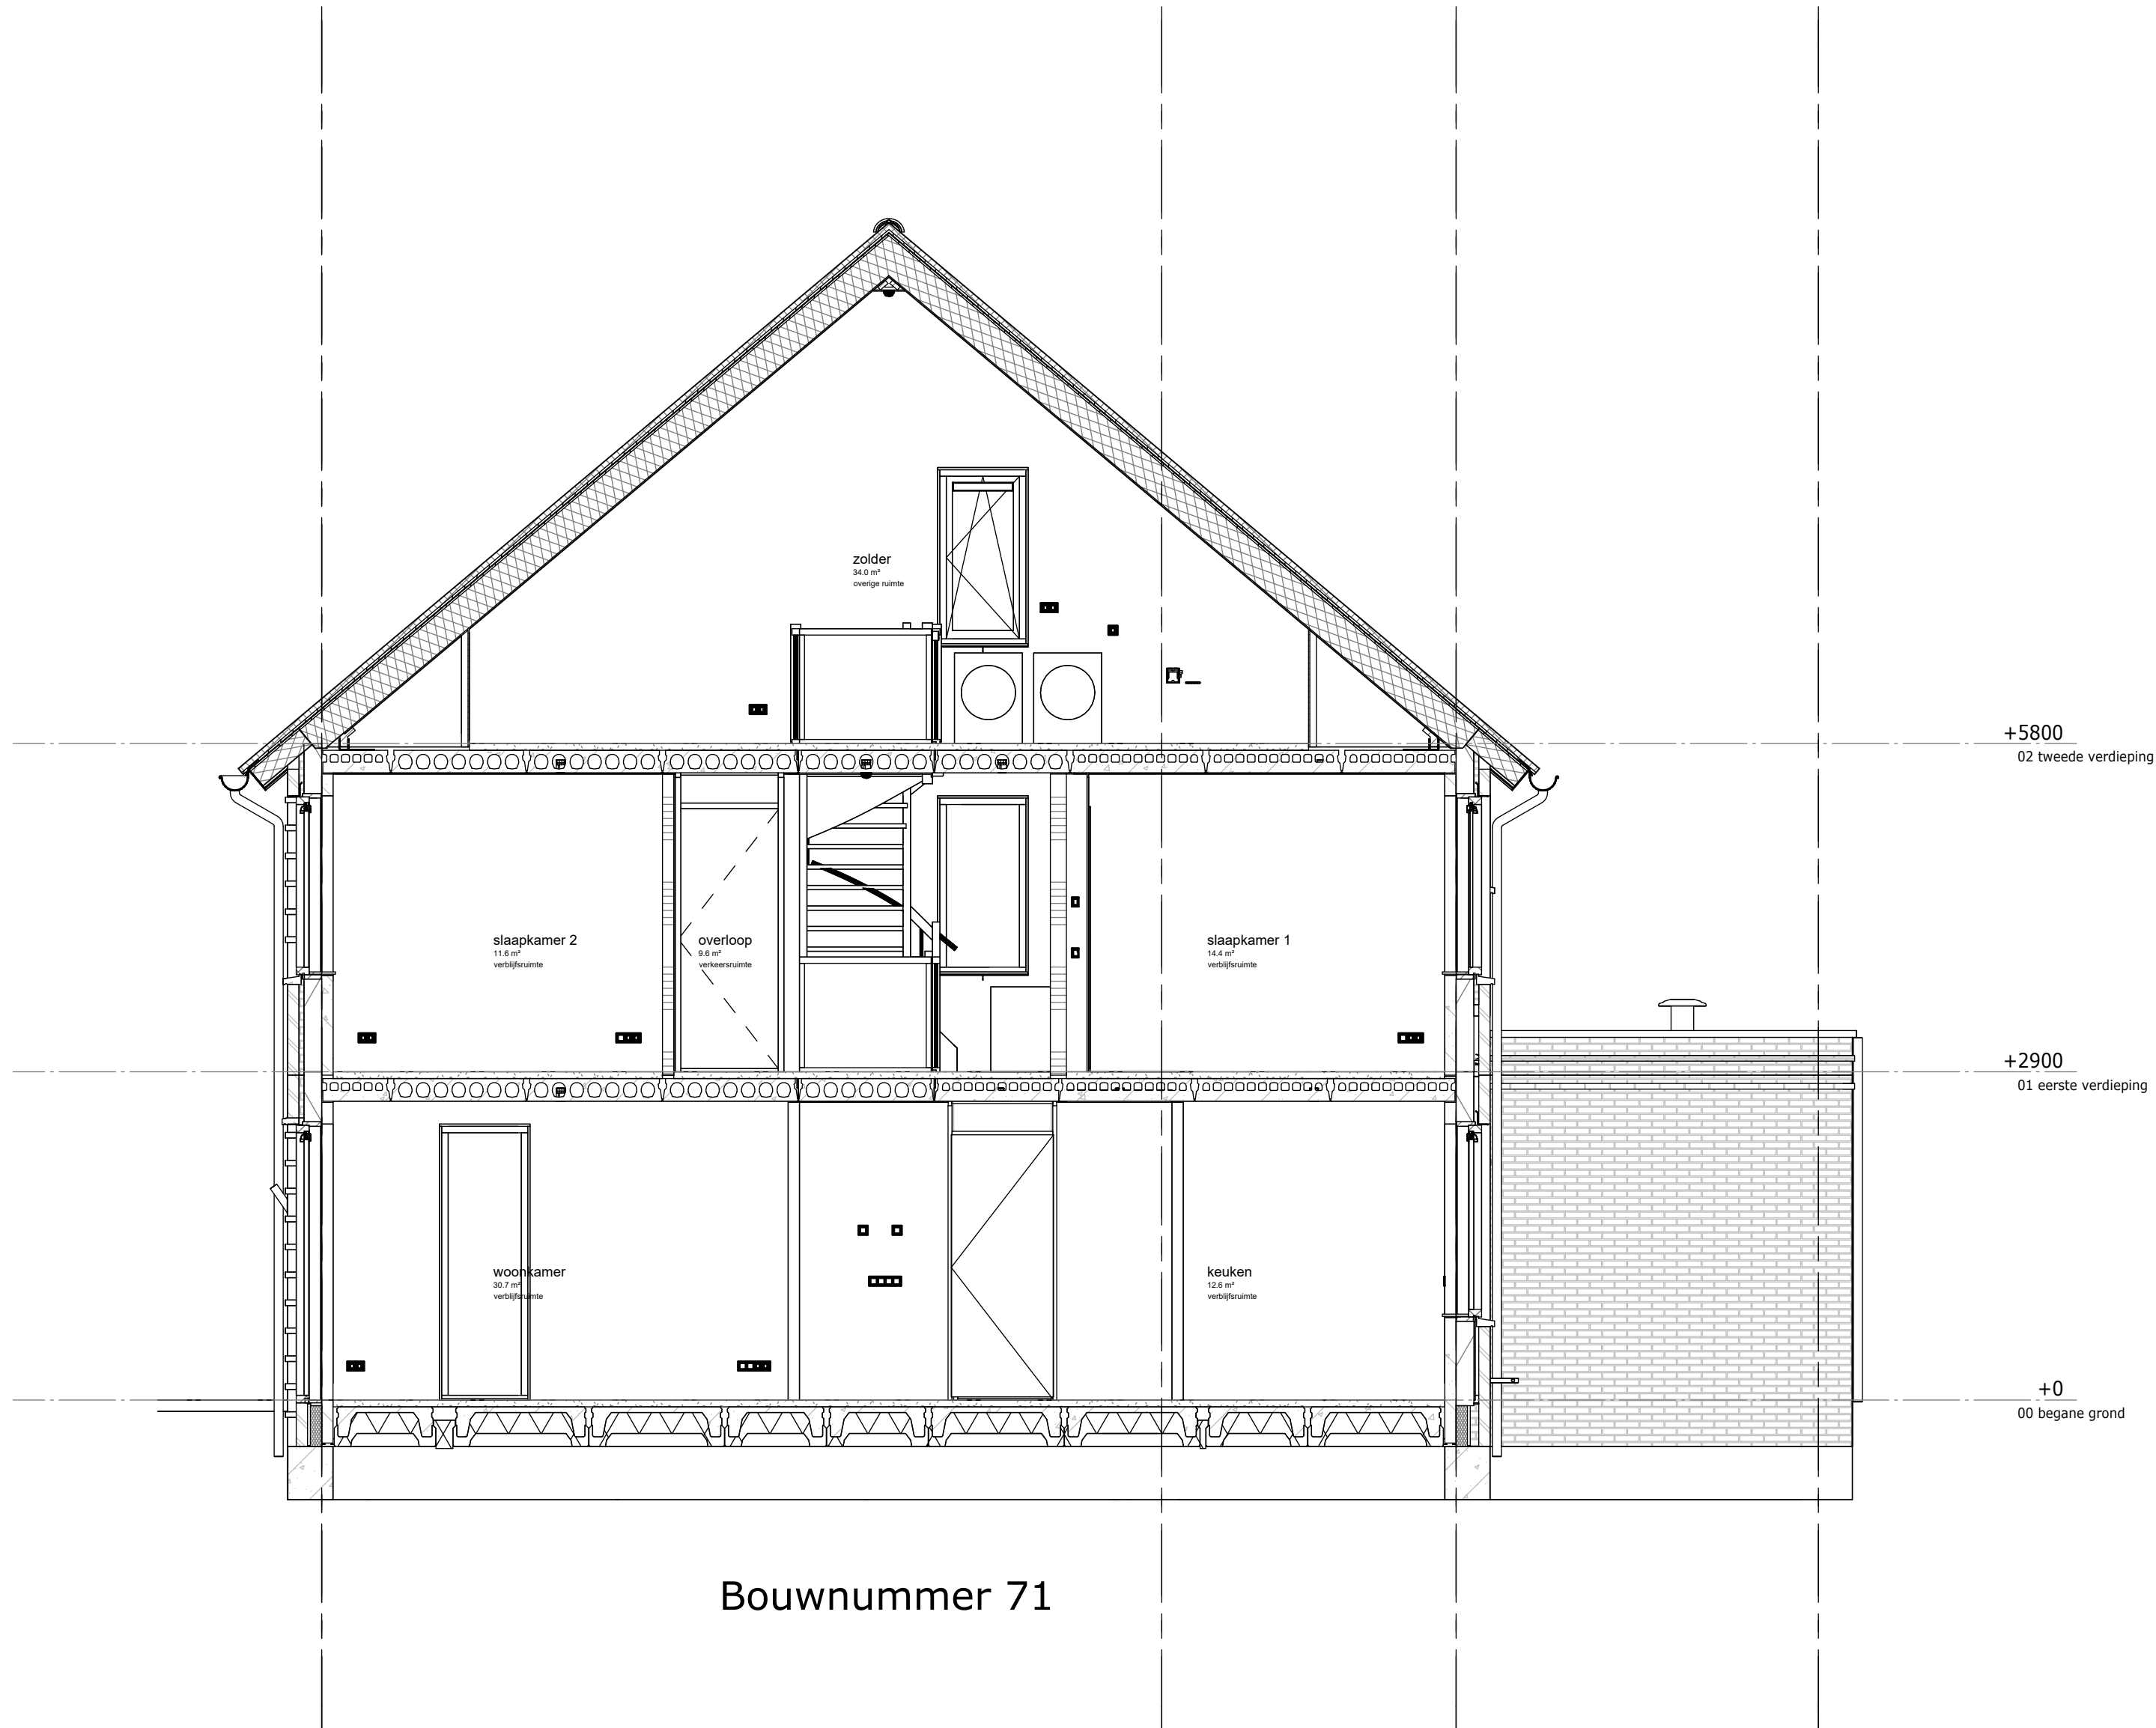 zolder
34.0 m²
overige ruimte
+5800
02 tweede verdieping
slaapkamer 2
11.6 m²
verblijfsruimte
overloop
9.6 m²
verkeersruimte
slaapkamer 1
14.4 m²
verblijfsruimte
+2900
01 eerste verdieping
woonkamer
30.7 m²
verblijfsruimte
keuken
12.6 m²
verblijfsruimte
+0
00 begane grond
Bouwnummer 71